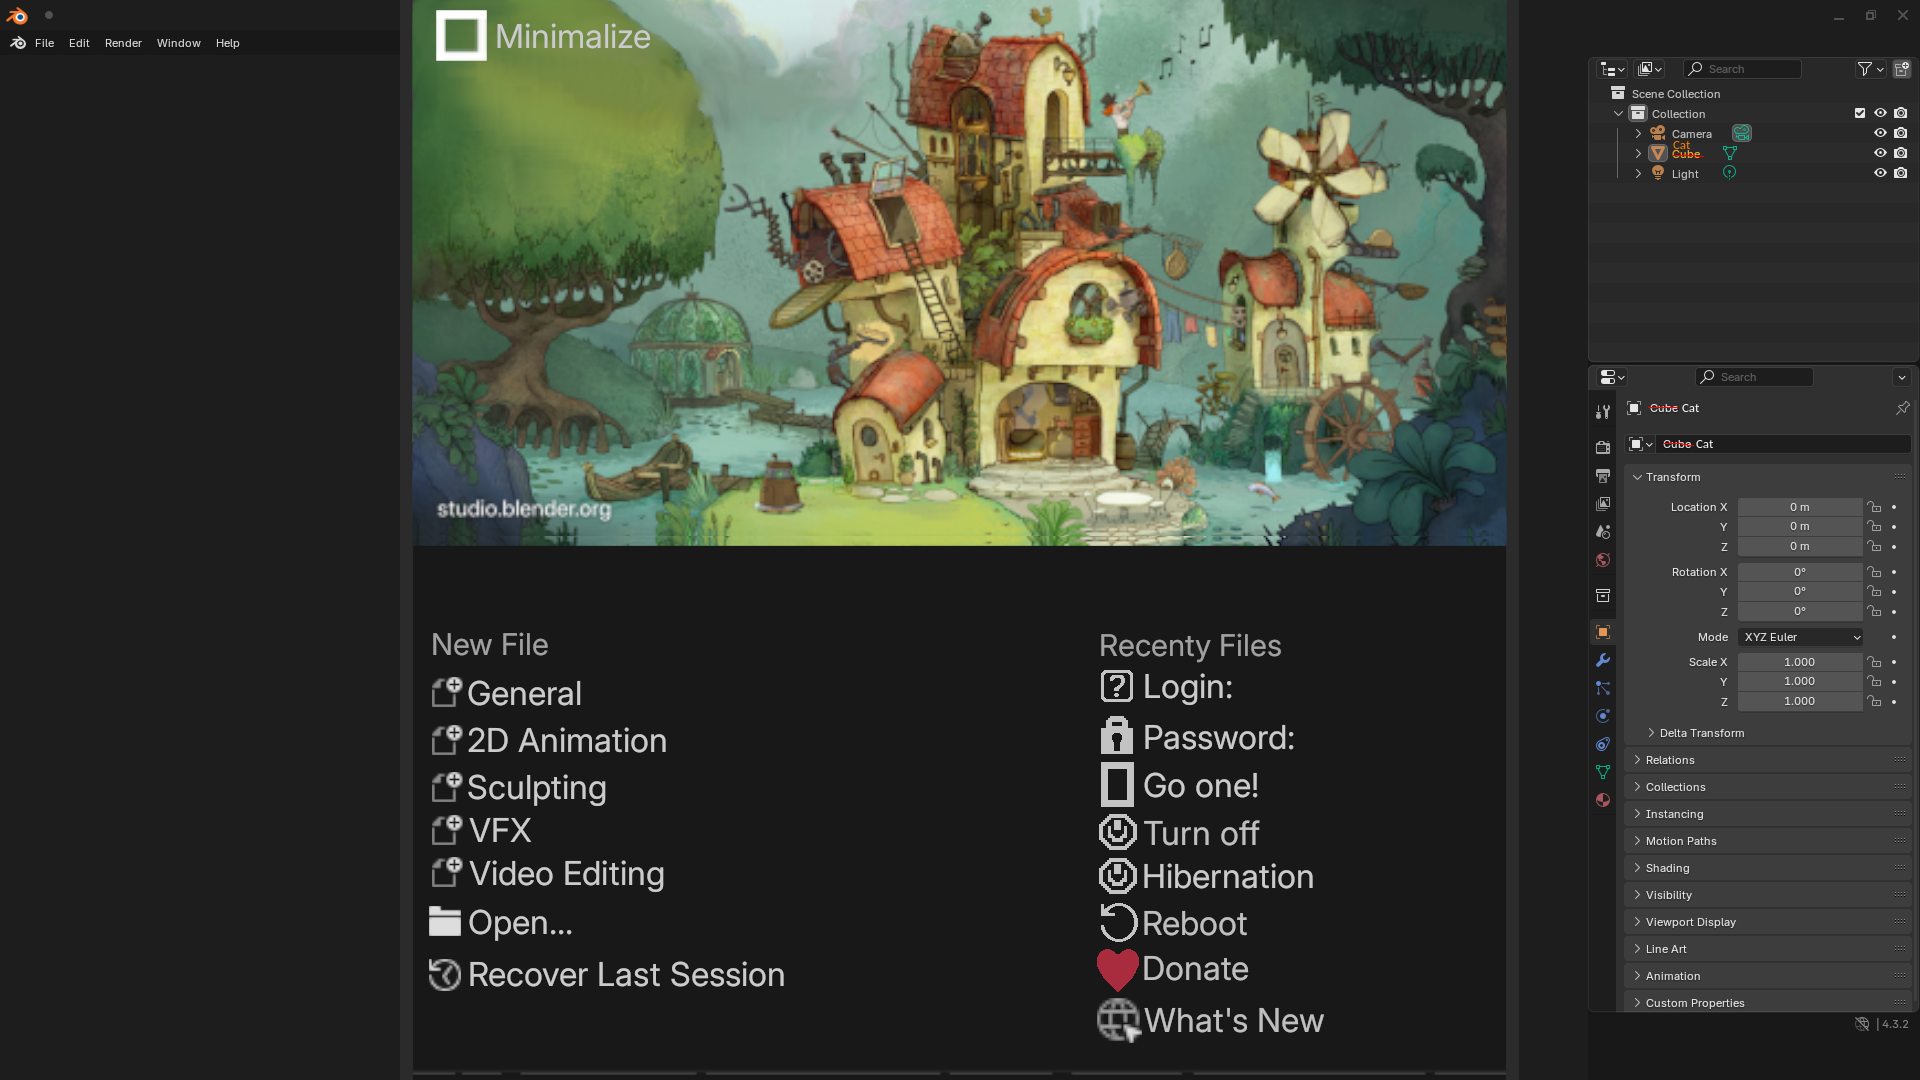 File Edit Render Window Help
Minimalize
studio.blender.org
New File
General
2D Animation
Sculpting
VFX
Video Editing
Open...
Recover Last Session
Recenty Files
Login:
Password:
Go one!
Turn off
Hibernation
Reboot
Donate
What's New
Search
Scene Collection
Collection
Camera
Cat
Cube
Light
Search
Cube Cat
Cube Cat
Transform
Location X 0 m
Y 0 m
Z 0 m
Rotation X 0°
Y 0°
Z 0°
Mode XYZ Euler
Scale X 1.000
Y 1.000
Z 1.000
Delta Transform
Relations
Collections
Instancing
Motion Paths
Shading
Visibility
Viewport Display
Line Art
Animation
Custom Properties
| 4.3.2